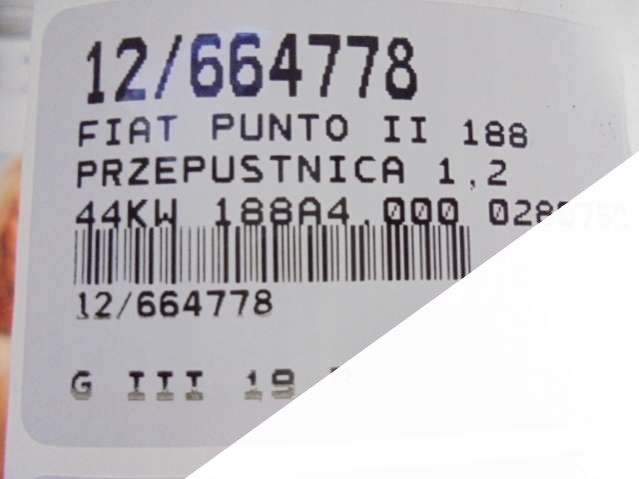 12/664778
FIAT PUNTO II 188
PRZEPUSTNICA 1,2
44KW 188A4.000
12/664778
G III 19